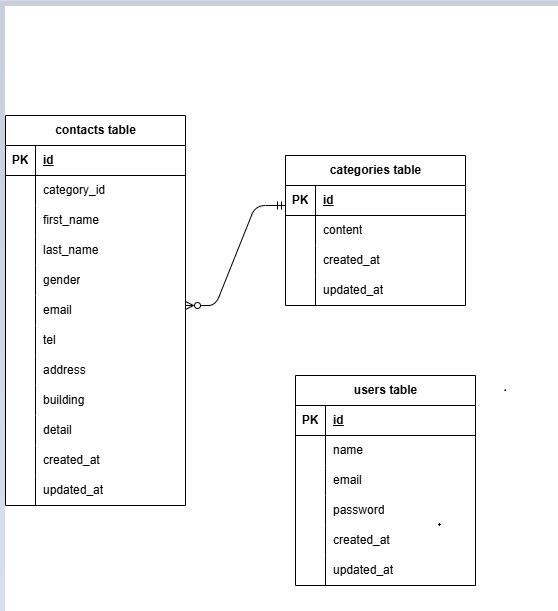 contacts table
PK id
category_id
first_name
last_name
gender
email
tel
address
building
detail
created_at
updated_at
categories table
PK id
content
created_at
updated_at
users table
PK id
name
email
password
created_at
updated_at